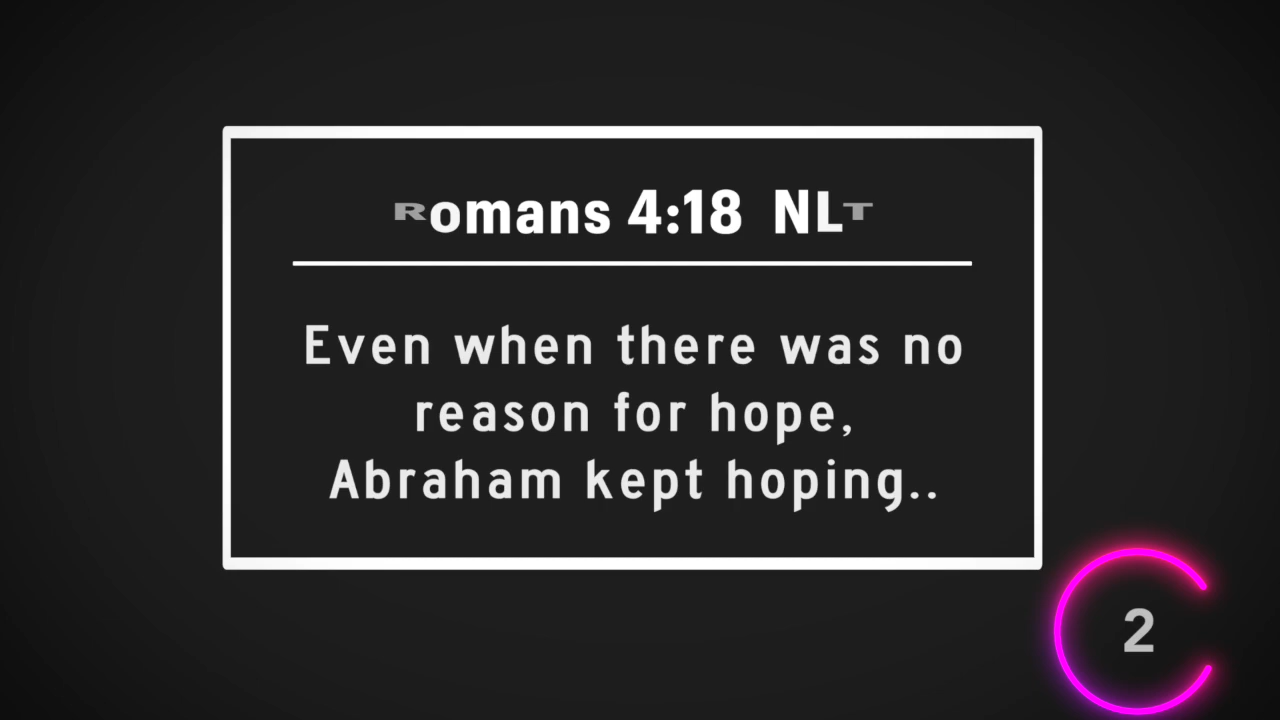 Romans 4:18 NLT
Even when there was no
reason for hope,
Abraham kept hoping..
2